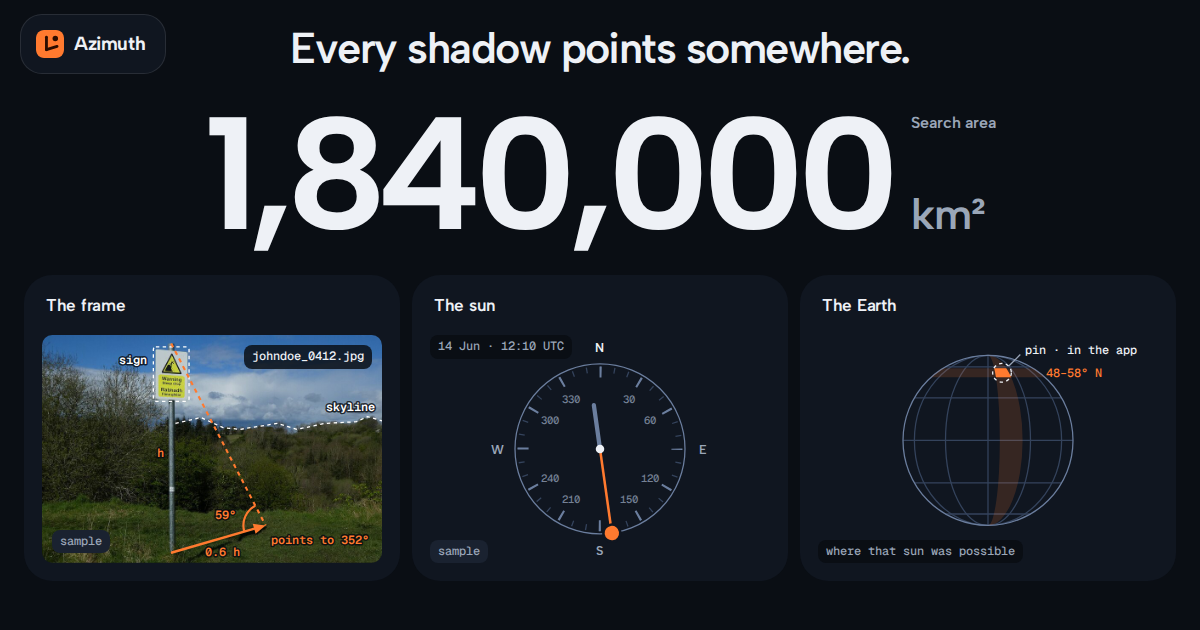 Azimuth
Every shadow points somewhere.
1,840,000
Search area
km²
The frame
sign
johndoe_0412.jpg
Warning
skyline
h
59°
points to 352°
0.6 h
sample
The sun
14 Jun · 12:10 UTC
N
330
30
300
60
W
E
240
120
210
150
S
sample
The Earth
pin · in the app
48–58° N
where that sun was possible